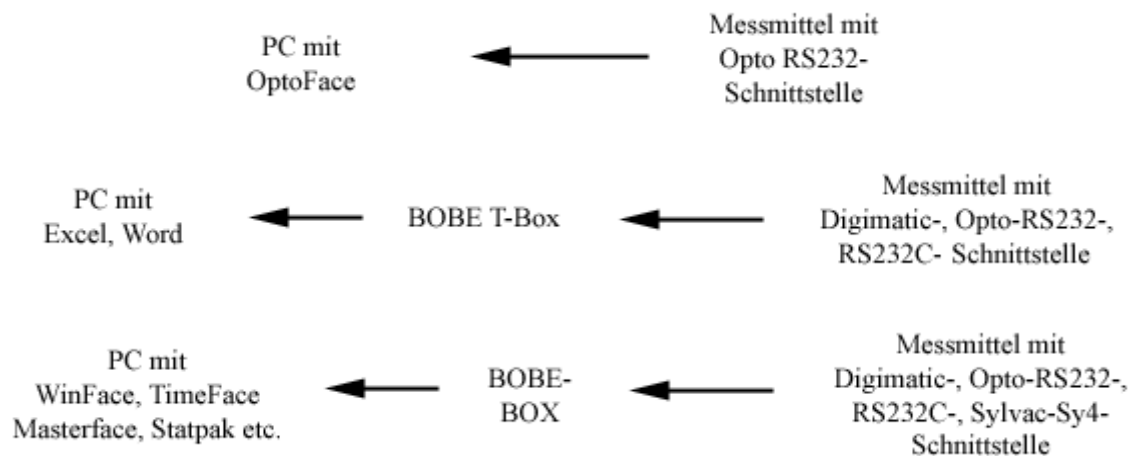 PC mit
OptoFace
Messmittel mit
Opto RS232-
Schnittstelle
PC mit
Excel, Word
BOBE T-Box
Messmittel mit
Digimatic-, Opto-RS232-,
RS232C- Schnittstelle
PC mit
WinFace, TimeFace
Masterface, Statpak etc.
BOBE-
BOX
Messmittel mit
Digimatic-, Opto-RS232-,
RS232C-, Sylvac-Sy4-
Schnittstelle